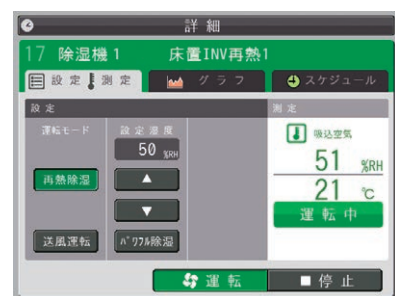 詳細
17 除湿機1 床置INV再熱1
設定 測定 グラフ スケジュール
設定
測定
運転モード
設定湿度
50 %RH
再熱除湿
▲
▼
送風運転
パワフル除湿
吸込空気
51 %RH
21 ℃
運転中
運転
■停止